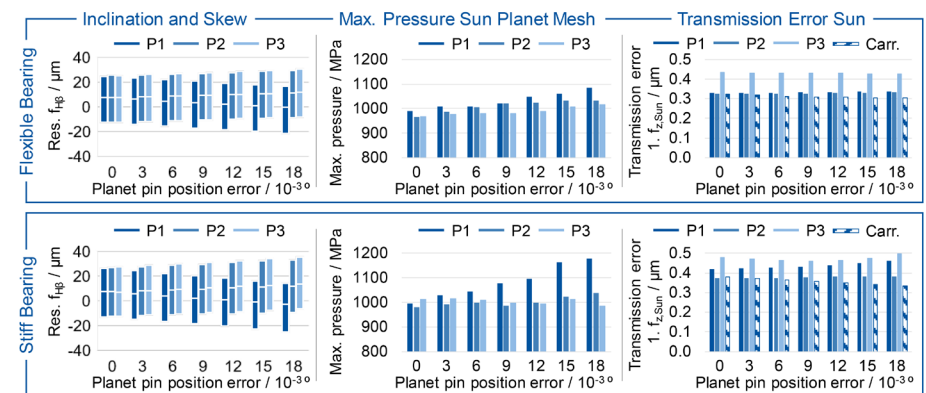 Inclination and Skew
Max. Pressure Sun Planet Mesh
Transmission Error Sun
Flexible Bearing
P1 P2 P3
Res. fHβ / µm
40
20
0
-20
-40
0 3 6 9 12 15 18
Planet pin position error / 10-3 º
P1 P2 P3
Max. pressure / MPa
1200
1100
1000
900
800
0 3 6 9 12 15 18
Planet pin position error / 10-3 º
P1 P2 P3 Carr.
Transmission error
1. fz,Sun / µm
0.5
0.4
0.3
0.2
0.1
0.0
0 3 6 9 12 15 18
Planet pin position error / 10-3 º
Stiff Bearing
P1 P2 P3
Res. fHβ / µm
40
20
0
-20
-40
0 3 6 9 12 15 18
Planet pin position error / 10-3 º
P1 P2 P3
Max. pressure / MPa
1200
1100
1000
900
800
0 3 6 9 12 15 18
Planet pin position error / 10-3 º
P1 P2 P3 Carr.
Transmission error
1. fz,Sun / µm
0.5
0.4
0.3
0.2
0.1
0.0
0 3 6 9 12 15 18
Planet pin position error / 10-3 º